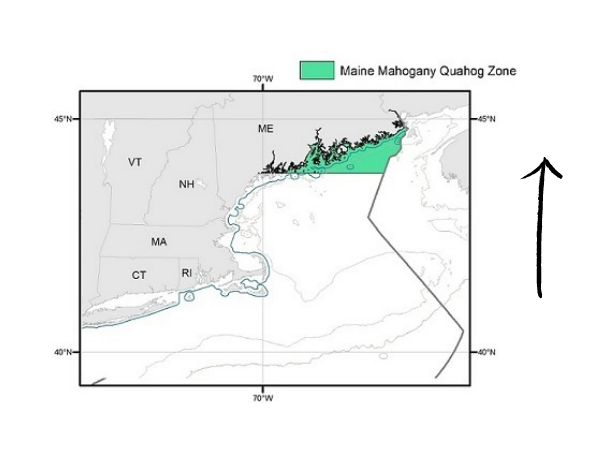 Maine Mahogany Quahog Zone
70°W
45°N
45°N
ME
VT
NH
MA
CT
RI
40°N
40°N
70°W